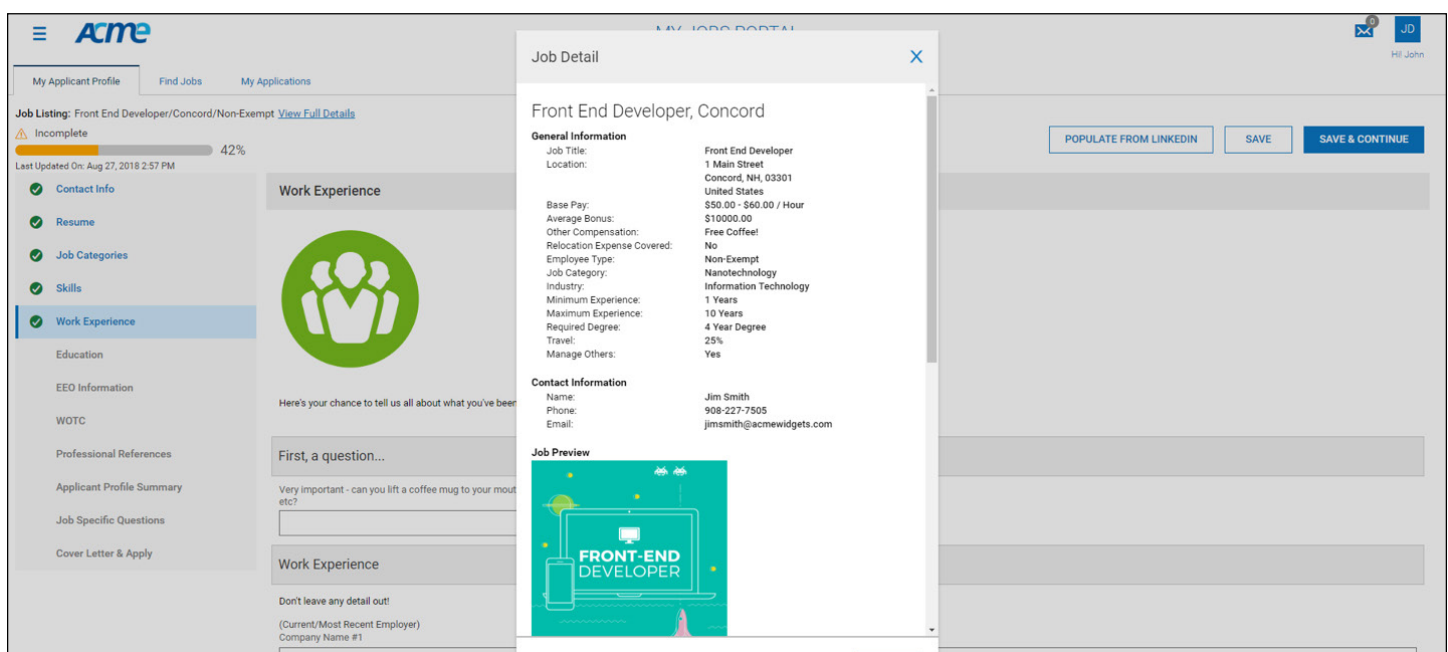 Acme
MY JOBS PORTAL
0
JD
Hi! John
My Applicant Profile
Find Jobs
My Applications
Job Listing: Front End Developer/Concord/Non-Exempt View Full Details
Incomplete
42%
Last Updated On: Aug 27, 2018 2:57 PM
POPULATE FROM LINKEDIN
SAVE
SAVE & CONTINUE
Contact Info
Resume
Job Categories
Skills
Work Experience
Education
EEO Information
WOTC
Professional References
Applicant Profile Summary
Job Specific Questions
Cover Letter & Apply
Work Experience
Here's your chance to tell us all about what you've been
First, a question...
Very important - can you lift a coffee mug to your mout
etc?
Work Experience
Don't leave any detail out!
(Current/Most Recent Employer)
Company Name #1
Job Detail
X
Front End Developer, Concord
General Information
Job Title: Front End Developer
Location: 1 Main Street
Concord, NH, 03301
United States
Base Pay: $50.00 - $60.00 / Hour
Average Bonus: $10000.00
Other Compensation: Free Coffee!
Relocation Expense Covered: No
Employee Type: Non-Exempt
Job Category: Nanotechnology
Industry: Information Technology
Minimum Experience: 1 Years
Maximum Experience: 10 Years
Required Degree: 4 Year Degree
Travel: 25%
Manage Others: Yes
Contact Information
Name: Jim Smith
Phone: 908-227-7505
Email: jimsmith@acmewidgets.com
Job Preview
FRONT-END
DEVELOPER